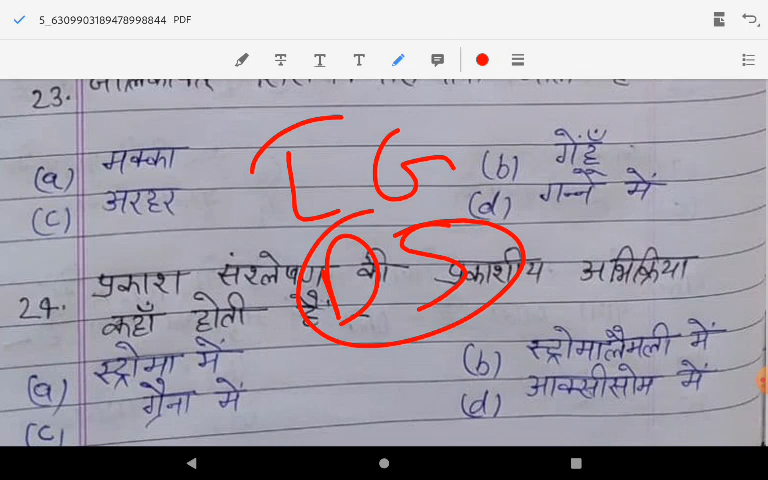 5_6309903189478998844 PDF
23.
(a) मक्का (b) गेहूँ
(c) अरहर (d) गन्ने में
24. प्रकाश संश्लेषण की प्रकाशीय अभिक्रिया
कहाँ होती है -
(a) स्ट्रोमा में (b) स्ट्रोमालैमली में
(c) ग्रैना में (d) आक्सीसोम में